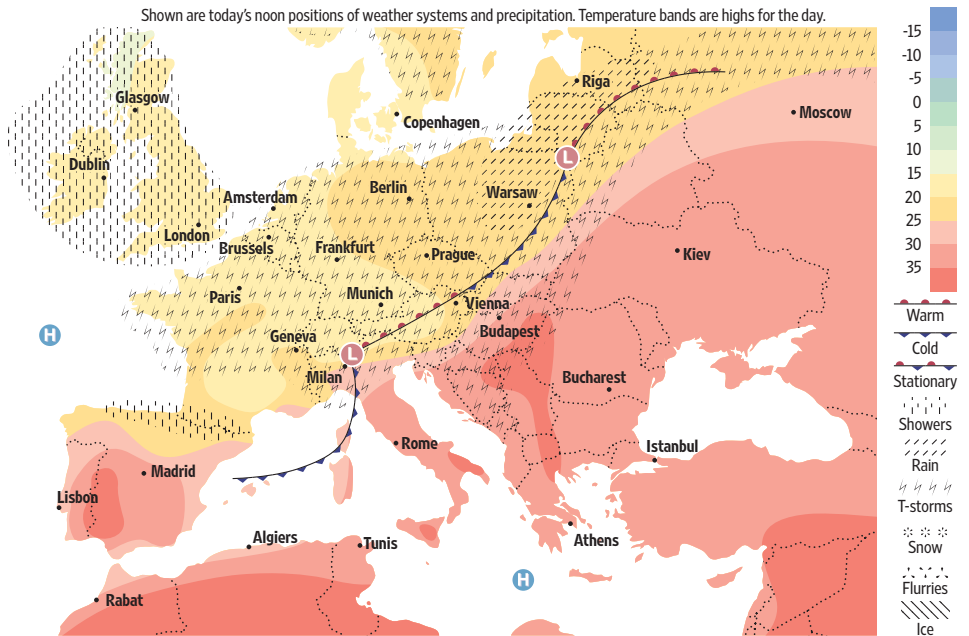 Shown are today's noon positions of weather systems and precipitation. Temperature bands are highs for the day.
-15
-10
-5
0
5
10
15
20
25
30
35
Glasgow
Dublin
London
Copenhagen
Riga
Moscow
L
Amsterdam
Berlin
Warsaw
Brussels
Frankfurt
Prague
Kiev
Paris
Munich
Vienna
Budapest
H
Geneva
L
Milan
Bucharest
Rome
Istanbul
Madrid
Lisbon
Algiers
Tunis
Athens
H
Rabat
Warm
Cold
Stationary
Showers
Rain
T-storms
Snow
Flurries
Ice